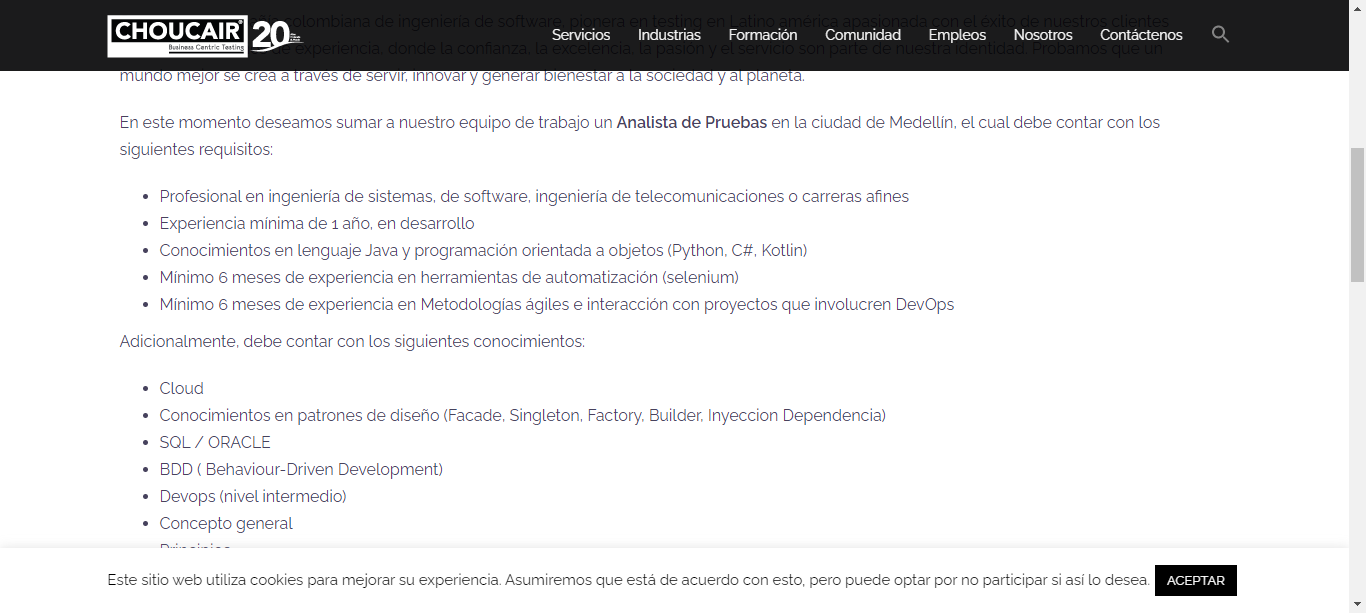 CHOUCAIR®
Business Centric Testing
20
Servicios
Industrias
Formación
Comunidad
Empleos
Nosotros
Contáctenos
colombiana de ingeniería de software, pionera en testing en Latino américa apasionada con el éxito de nuestros clientes
de experiencia, donde la confianza, la excelencia, la pasión y el servicio son parte de nuestra identidad. Probamos que un
mundo mejor se crea a través de servir, innovar y generar bienestar a la sociedad y al planeta.
En este momento deseamos sumar a nuestro equipo de trabajo un Analista de Pruebas en la ciudad de Medellín, el cual debe contar con los
siguientes requisitos:
• Profesional en ingeniería de sistemas, de software, ingeniería de telecomunicaciones o carreras afines
• Experiencia mínima de 1 año, en desarrollo
• Conocimientos en lenguaje Java y programación orientada a objetos (Python, C#, Kotlin)
• Mínimo 6 meses de experiencia en herramientas de automatización (selenium)
• Mínimo 6 meses de experiencia en Metodologías ágiles e interacción con proyectos que involucren DevOps
Adicionalmente, debe contar con los siguientes conocimientos:
• Cloud
• Conocimientos en patrones de diseño (Facade, Singleton, Factory, Builder, Inyeccion Dependencia)
• SQL / ORACLE
• BDD ( Behaviour-Driven Development)
• Devops (nivel intermedio)
• Concepto general
• Principios
Este sitio web utiliza cookies para mejorar su experiencia. Asumiremos que está de acuerdo con esto, pero puede optar por no participar si así lo desea.
ACEPTAR